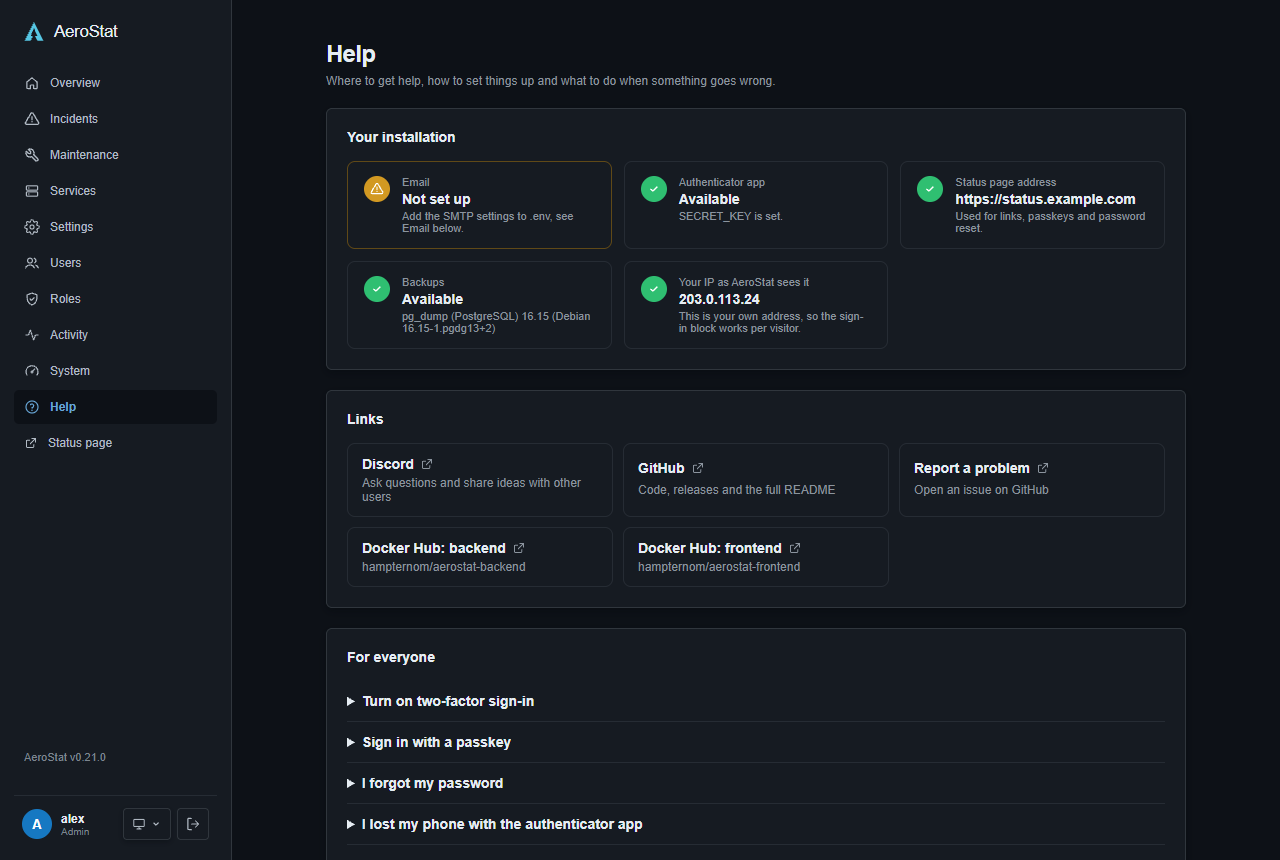 AeroStat
Overview
Incidents
Maintenance
Services
Settings
Users
Roles
Activity
System
Help
Status page
AeroStat v0.21.0
A
alex
Admin
Help
Where to get help, how to set things up and what to do when something goes wrong.
Your installation
Email
Not set up
Add the SMTP settings to .env, see
Email below.
Authenticator app
Available
SECRET_KEY is set.
Status page address
https://status.example.com
Used for links, passkeys and password
reset.
Backups
Available
pg_dump (PostgreSQL) 16.15 (Debian
16.15-1.pgdg13+2)
Your IP as AeroStat sees it
203.0.113.24
This is your own address, so the sign-
in block works per visitor.
Links
Discord
Ask questions and share ideas with other
users
GitHub
Code, releases and the full README
Report a problem
Open an issue on GitHub
Docker Hub: backend
hampternom/aerostat-backend
Docker Hub: frontend
hampternom/aerostat-frontend
For everyone
Turn on two-factor sign-in
Sign in with a passkey
I forgot my password
I lost my phone with the authenticator app